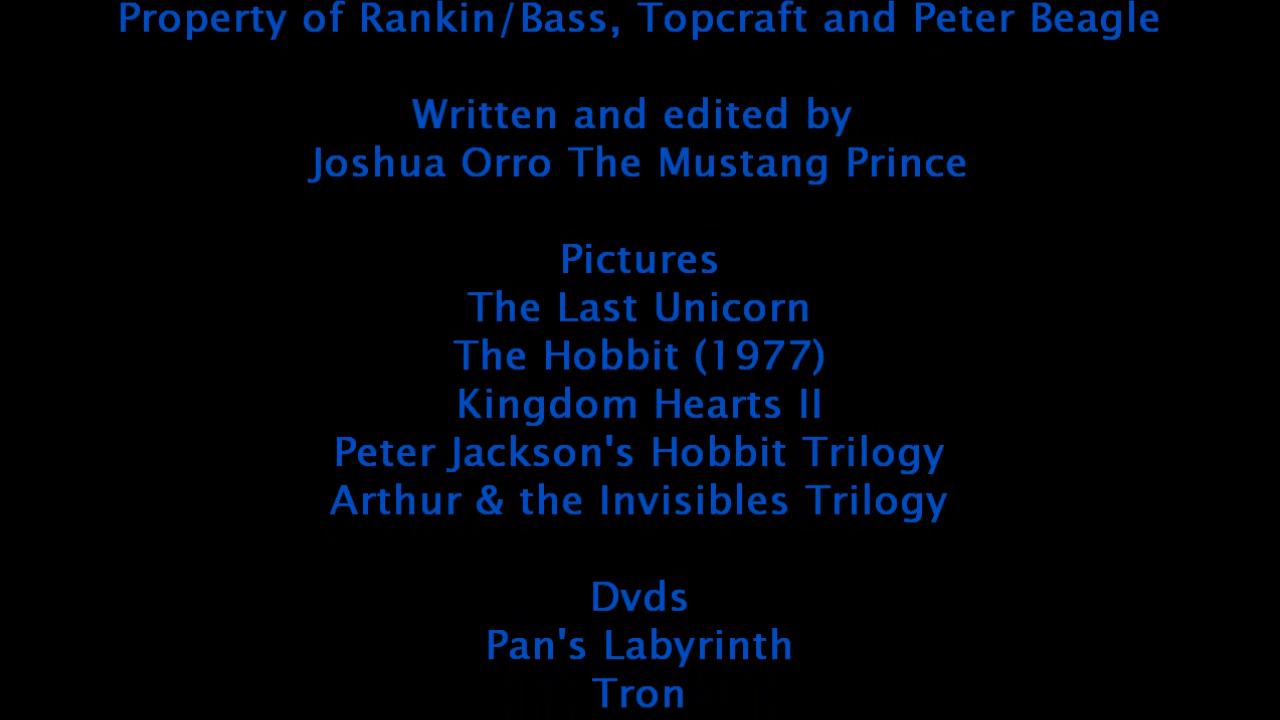 Property of Rankin/Bass, Topcraft and Peter Beagle
Written and edited by
Joshua Orro The Mustang Prince
Pictures
The Last Unicorn
The Hobbit (1977)
Kingdom Hearts II
Peter Jackson's Hobbit Trilogy
Arthur & the Invisibles Trilogy
Dvds
Pan's Labyrinth
Tron